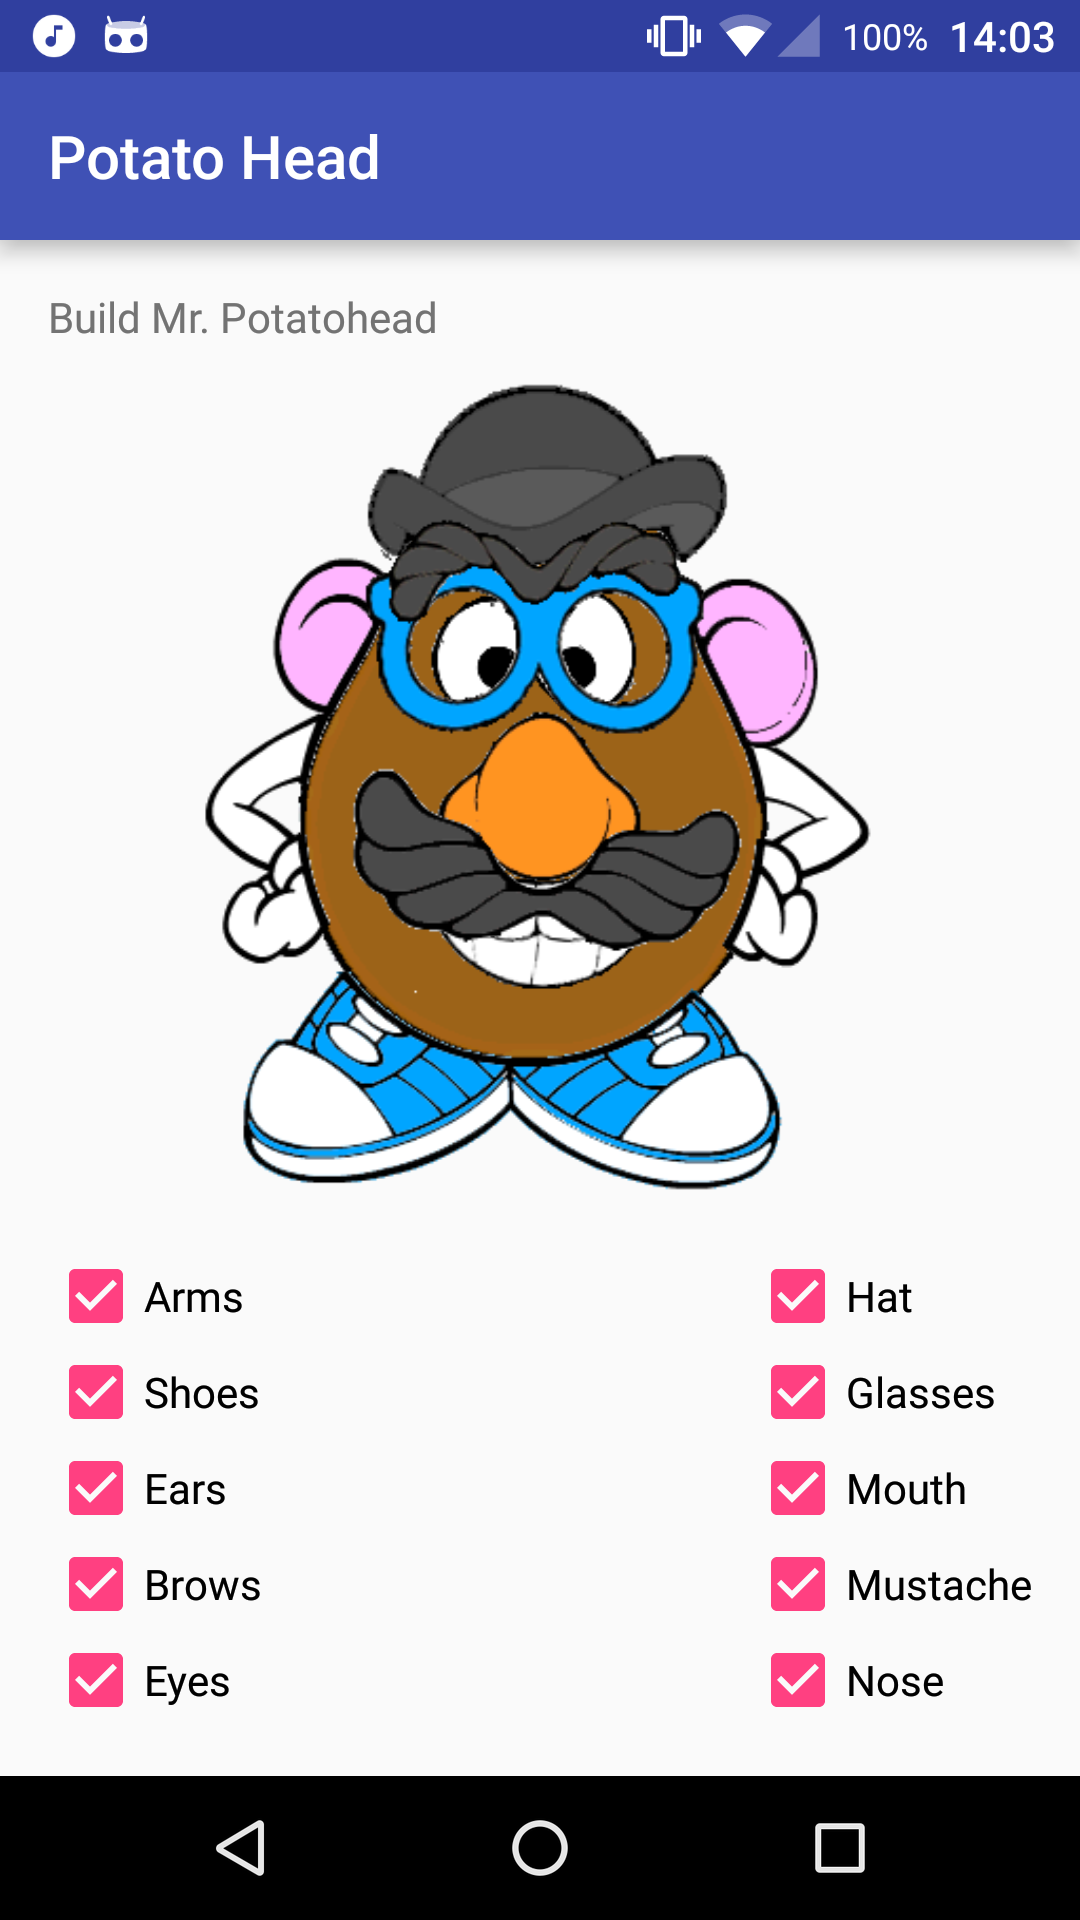 100% 14:03
Potato Head
Build Mr. Potatohead
Arms
Hat
Shoes
Glasses
Ears
Mouth
Brows
Mustache
Eyes
Nose